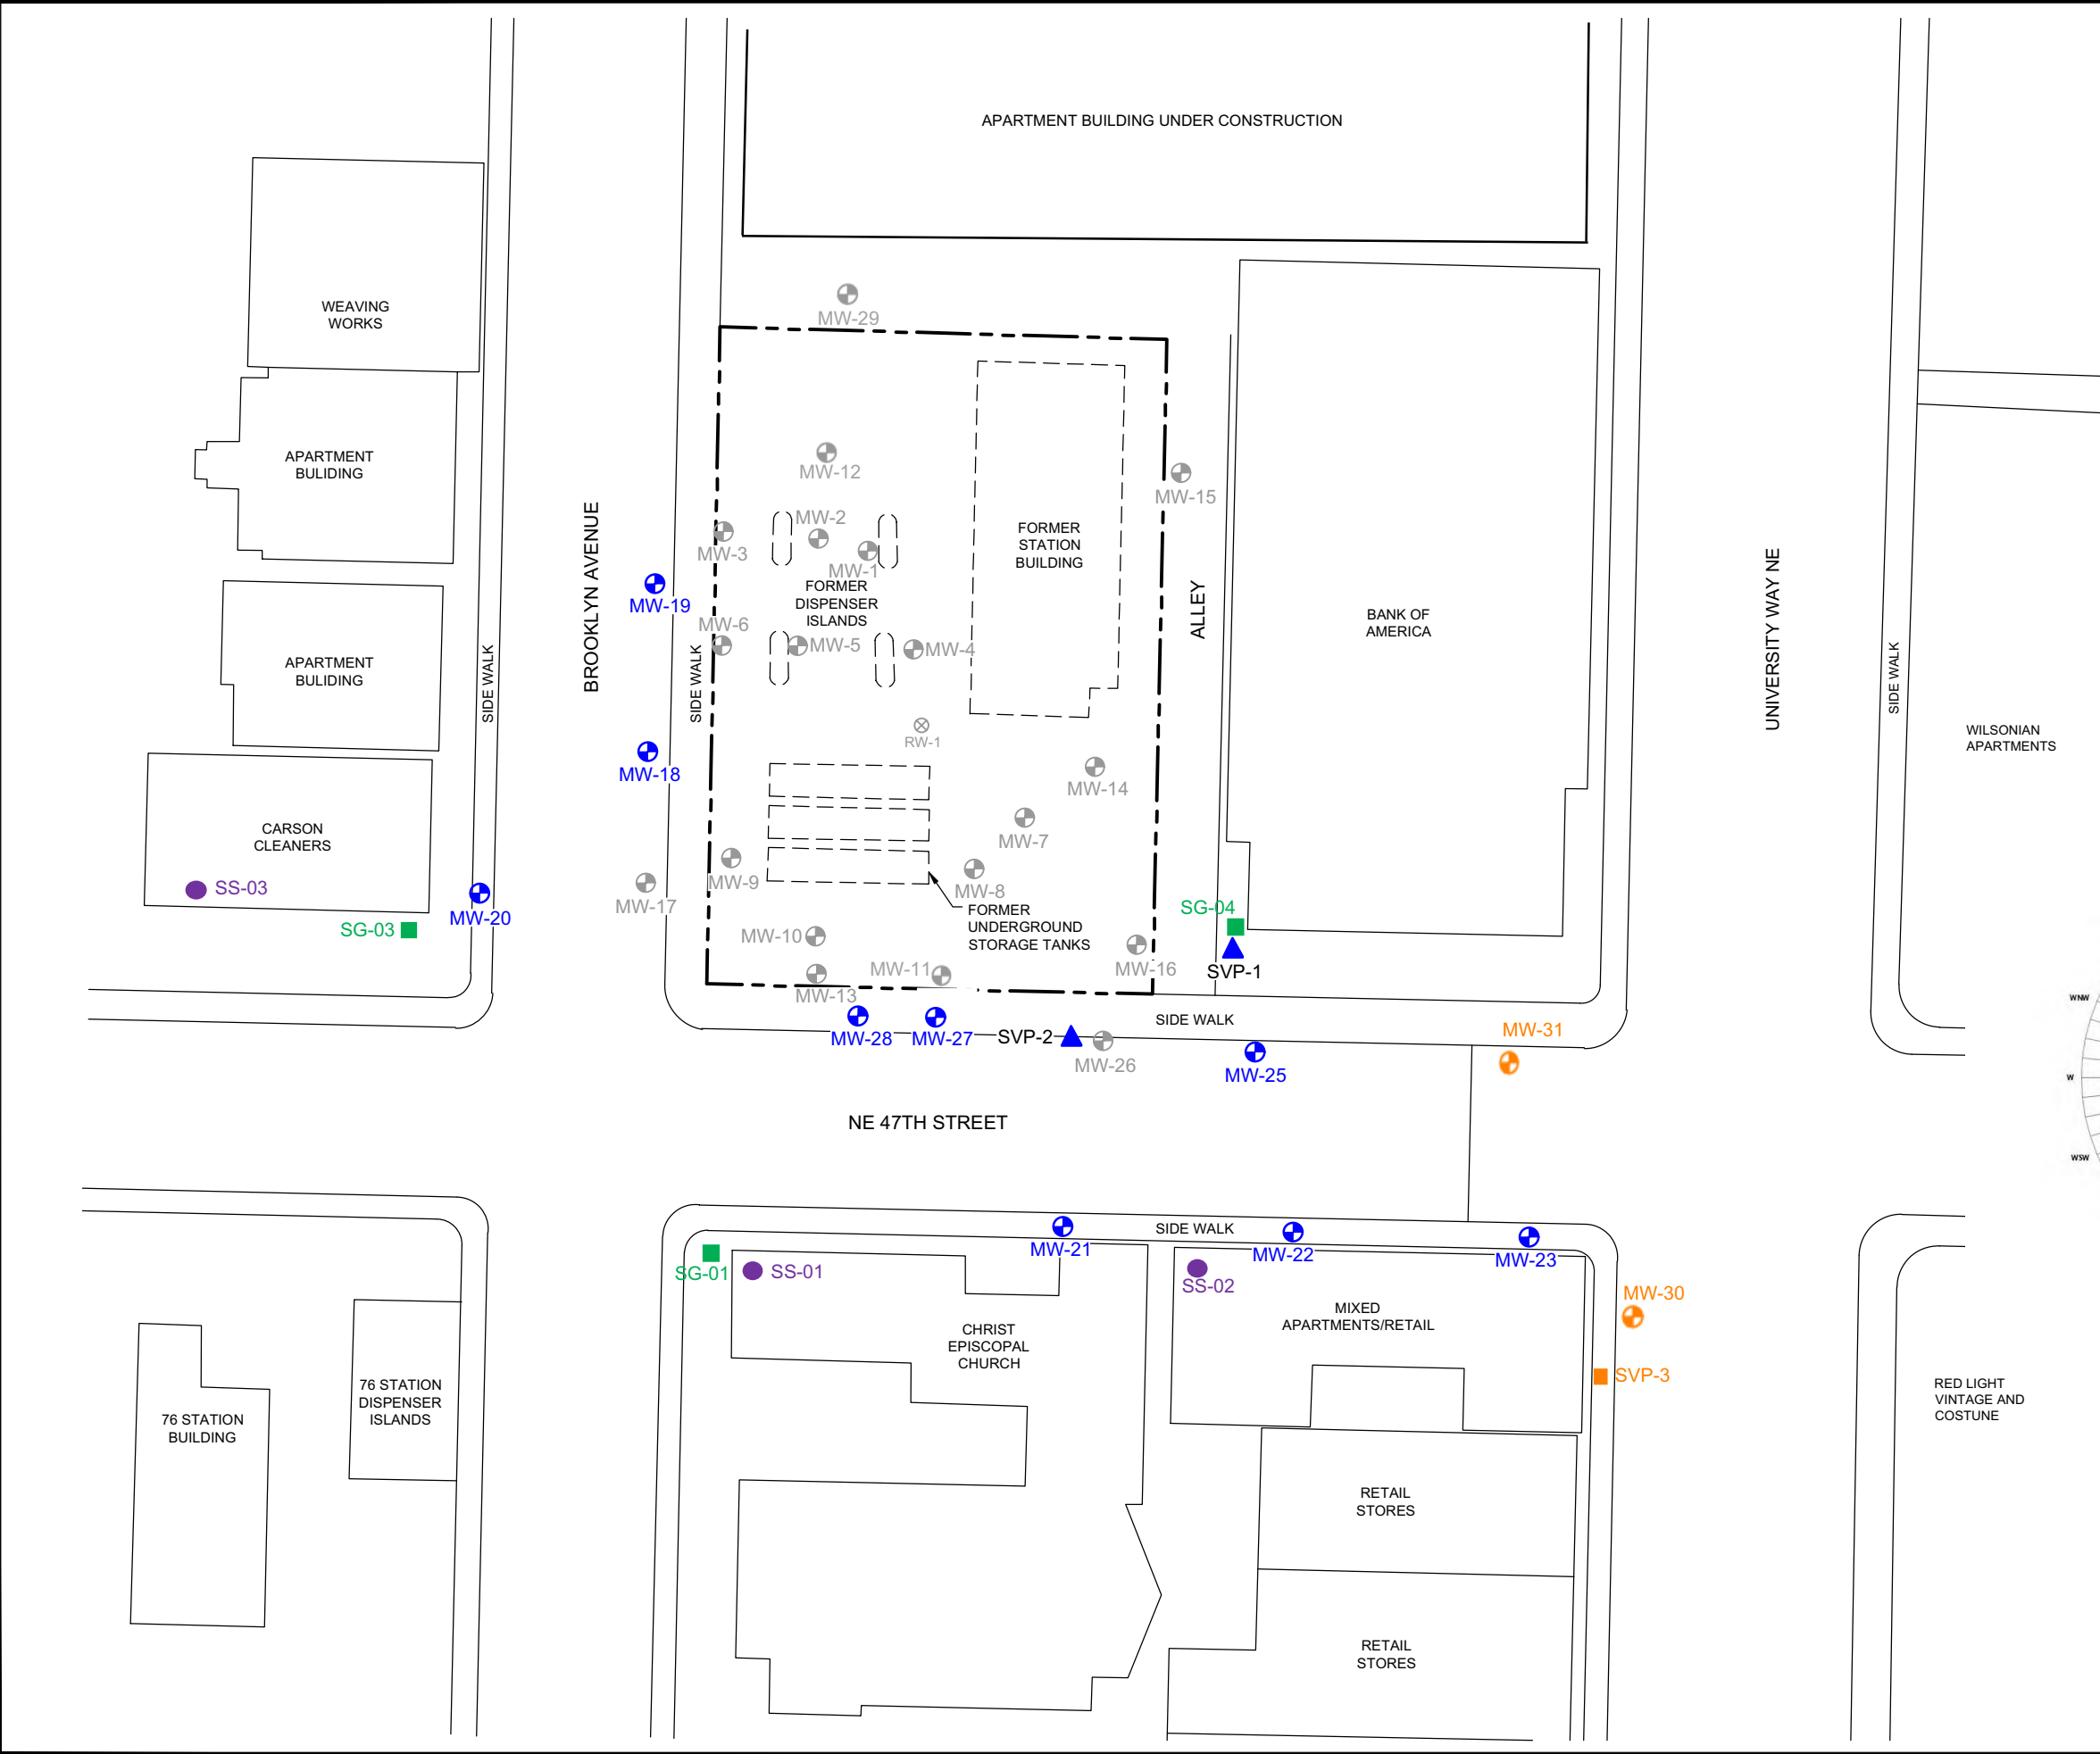 APARTMENT BUILDING UNDER CONSTRUCTION
WEAVING
WORKS
MW-29
APARTMENT
BULIDING
MW-12
MW-15
MW-2
MW-3
MW-1
FORMER
STATION
BUILDING
FORMER
DISPENSER
ISLANDS
BROOKLYN AVENUE
MW-19
ALLEY
BANK OF
AMERICA
UNIVERSITY WAY NE
MW-6
MW-5
MW-4
APARTMENT
BULIDING
SIDE WALK
SIDE WALK
SIDE WALK
RW-1
WILSONIAN
APARTMENTS
MW-18
MW-14
CARSON
CLEANERS
MW-7
SS-03
MW-9
MW-8
MW-17
MW-20
SG-03
FORMER
UNDERGROUND
STORAGE TANKS
SG-04
MW-10
MW-11
MW-16
SVP-1
MW-13
WNW
SIDE WALK
MW-28
MW-27
SVP-2
MW-26
MW-25
MW-31
W
NE 47TH STREET
WSW
SIDE WALK
MW-21
MW-22
MW-23
SG-01
SS-01
SS-02
MW-30
MIXED
APARTMENTS/RETAIL
CHRIST
EPISCOPAL
CHURCH
SVP-3
76 STATION
DISPENSER
ISLANDS
RED LIGHT
VINTAGE AND
COSTUNE
76 STATION
BUILDING
RETAIL
STORES
RETAIL
STORES